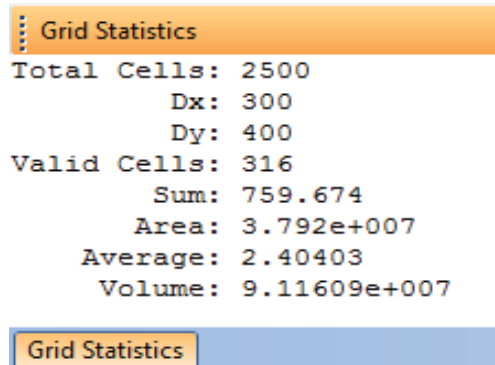 Grid Statistics
Total Cells: 2500
Dx: 300
Dy: 400
Valid Cells: 316
Sum: 759.674
Area: 3.792e+007
Average: 2.40403
Volume: 9.11609e+007
Grid Statistics